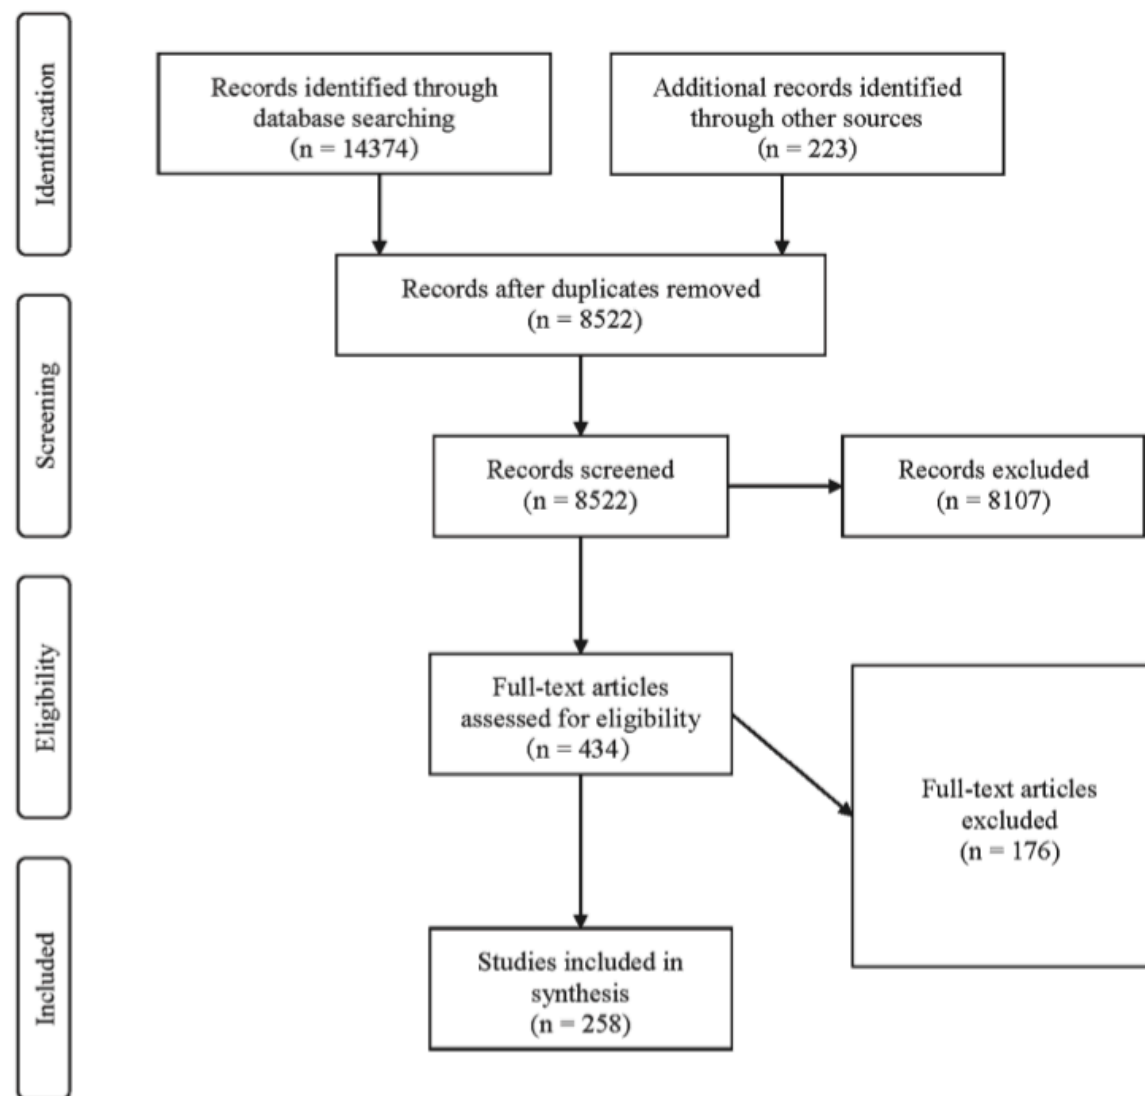 Identification
Records identified through
database searching
(n = 14374)
Additional records identified
through other sources
(n = 223)
Records after duplicates removed
(n = 8522)
Screening
Records screened
(n = 8522)
Records excluded
(n = 8107)
Eligibility
Full-text articles
assessed for eligibility
(n = 434)
Full-text articles
excluded
(n = 176)
Included
Studies included in
synthesis
(n = 258)